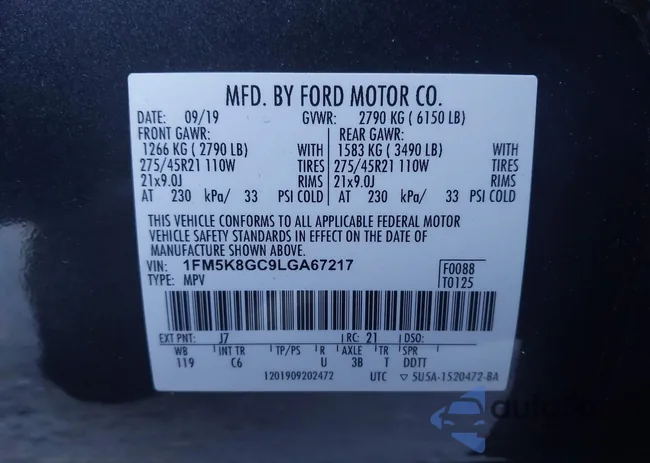 MFD. BY FORD MOTOR CO.
DATE: 09/19 GVWR: 2790 KG ( 6150 LB)
FRONT GAWR: REAR GAWR:
1266 KG ( 2790 LB) WITH 1583 KG ( 3490 LB) WITH
275/45R21 110W TIRES 275/45R21 110W TIRES
21x9.0J RIMS 21x9.0J RIMS
AT 230 kPa/ 33 PSI COLD AT 230 kPa/ 33 PSI COLD
THIS VEHICLE CONFORMS TO ALL APPLICABLE FEDERAL MOTOR
VEHICLE SAFETY STANDARDS IN EFFECT ON THE DATE OF
MANUFACTURE SHOWN ABOVE.
VIN: 1FM5K8GC9LGA67217 F0088
TYPE: MPV T0125
EXT PNT: J7 RC: 21 DSO:
WB INT TR TP/PS R AXLE TR SPR
119 C6 U 3B T DDTT
1201909202472 UTC ▽ 5U5A-1520472-BA